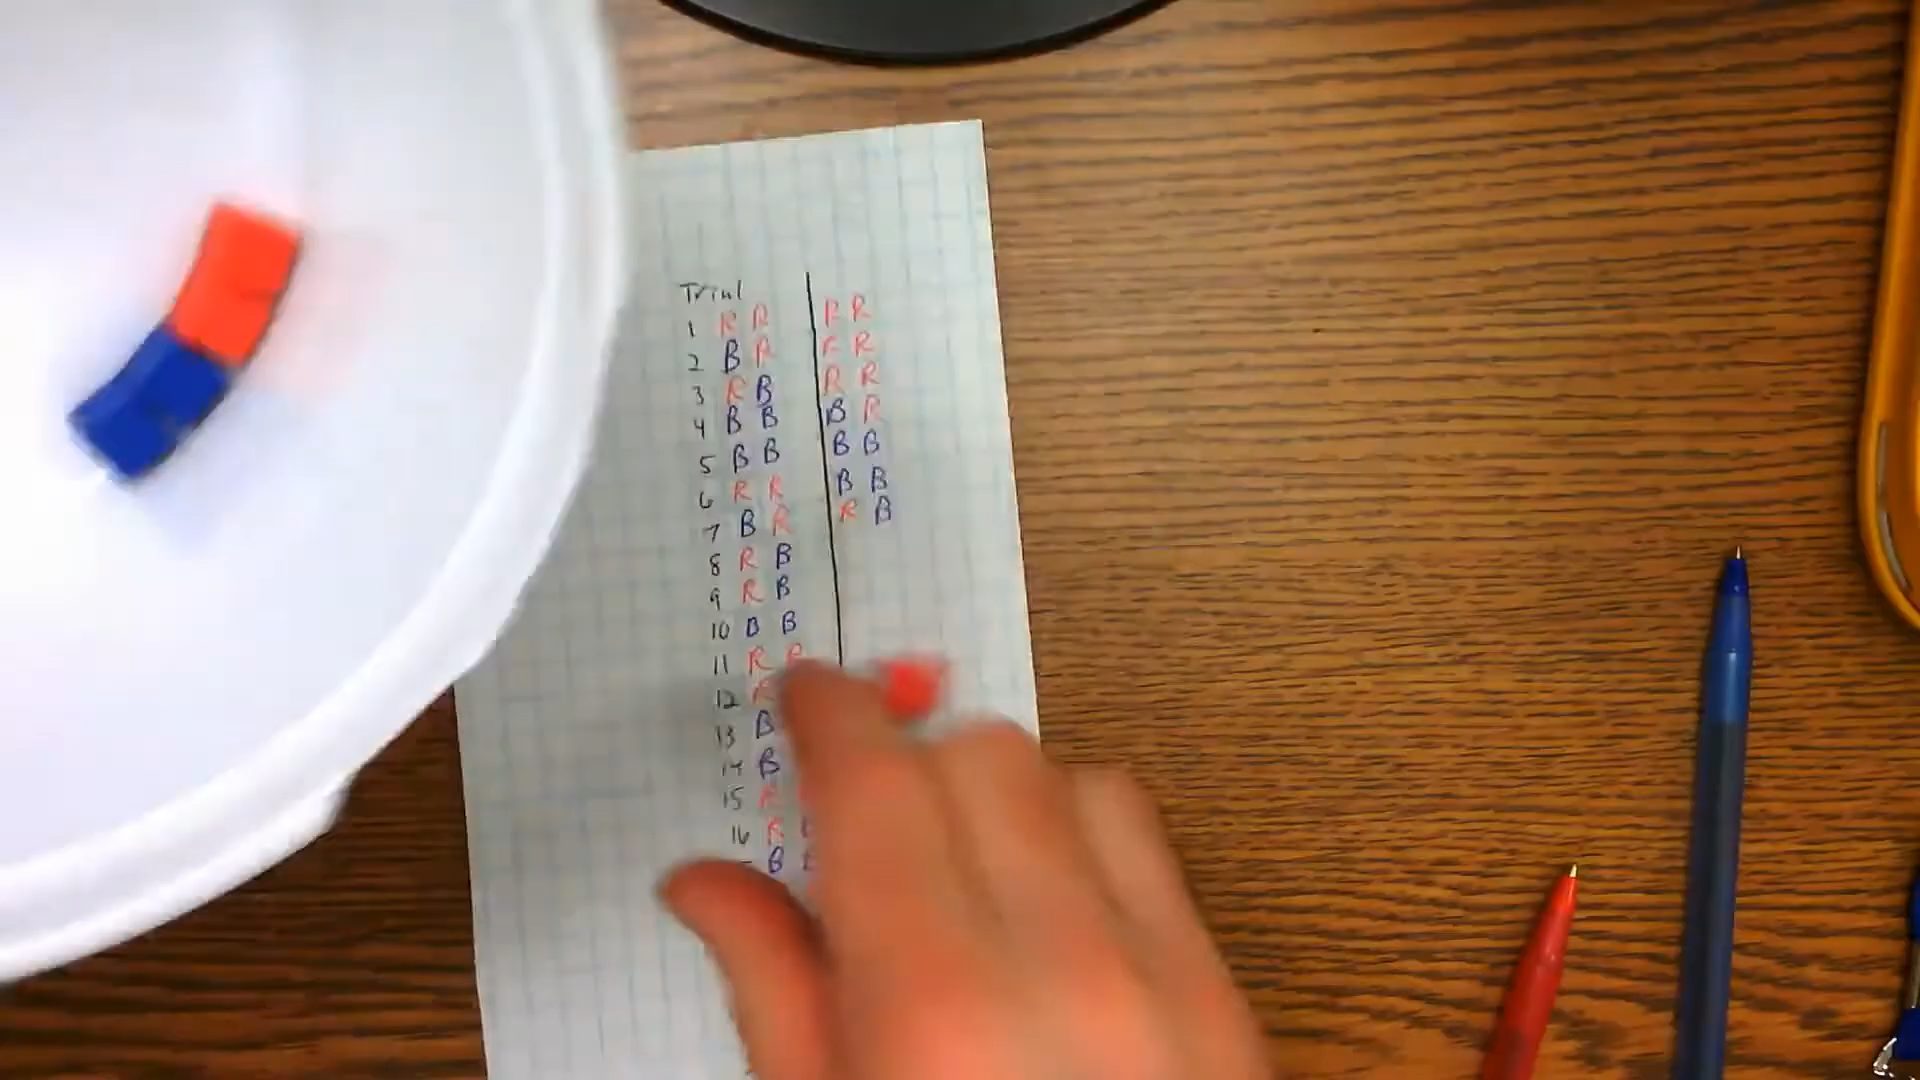 Trial
1 R R R R
2 B R R R
3 R B R R
4 B B B R
5 B B B B
6 R R B B
7 B R R B
8 R B
9 R B
10 B B
11 R R
12 R
13 B
14 B
15 R
16 R
B